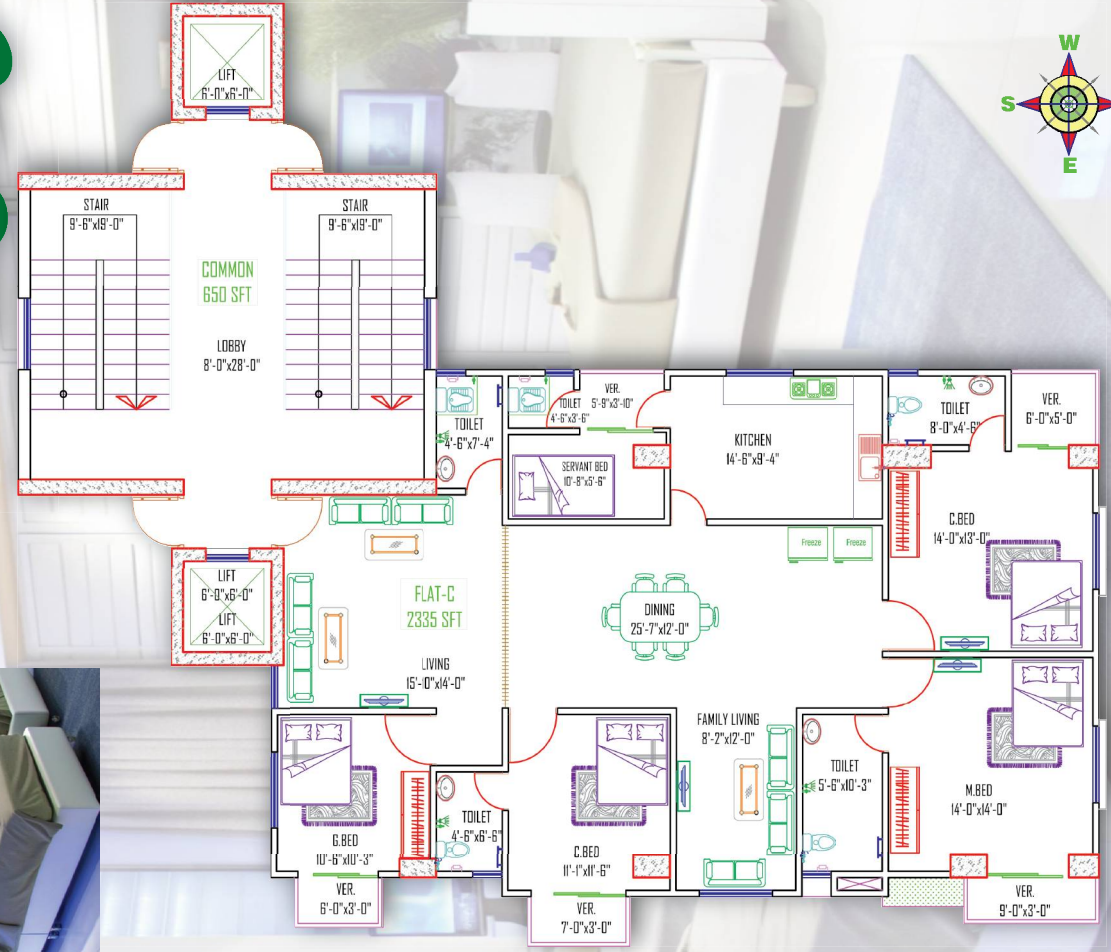 LIFT
6'-0"x6'-0"
W
S
E
STAIR
9'-6"x19'-0"
STAIR
9'-6"x19'-0"
COMMON
650 SFT
LOBBY
8'-0"x28'-0"
TOILET
4'-6"x7'-4"
TOILET
4'-6"x3'-6"
VER.
5'-9"x3'-10"
SERVANT BED
10'-8"x5'-6"
KITCHEN
14'-6"x9'-4"
TOILET
8'-0"x4'-6"
VER.
6'-0"x5'-0"
C.BED
14'-0"x13'-0"
Freeze
Freeze
LIFT
6'-0"x6'-0"
LIFT
6'-0"x6'-0"
FLAT-C
2335 SFT
DINING
25'-7"x12'-0"
LIVING
15'-10"x14'-0"
FAMILY LIVING
8'-2"x12'-0"
TOILET
5'-6"x10'-3"
M.BED
14'-0"x14'-0"
G.BED
10'-6"x10'-3"
TOILET
4'-6"x6'-6"
C.BED
11'-1"x11'-6"
VER.
6'-0"x3'-0"
VER.
7'-0"x3'-0"
VER.
9'-0"x3'-0"